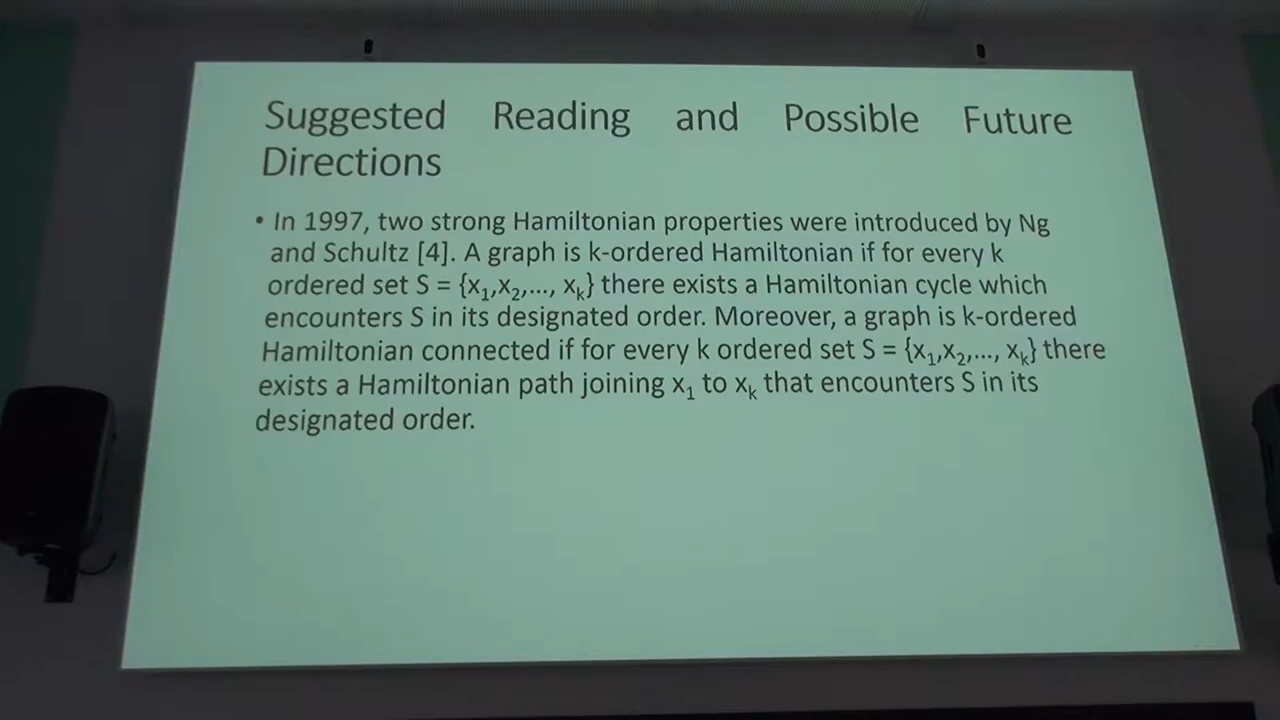 Suggested Reading and Possible Future
Directions
• In 1997, two strong Hamiltonian properties were introduced by Ng
and Schultz [4]. A graph is k-ordered Hamiltonian if for every k
ordered set S = {x₁,x₂,..., xₖ} there exists a Hamiltonian cycle which
encounters S in its designated order. Moreover, a graph is k-ordered
Hamiltonian connected if for every k ordered set S = {x₁,x₂,..., xₖ} there
exists a Hamiltonian path joining x₁ to xₖ that encounters S in its
designated order.